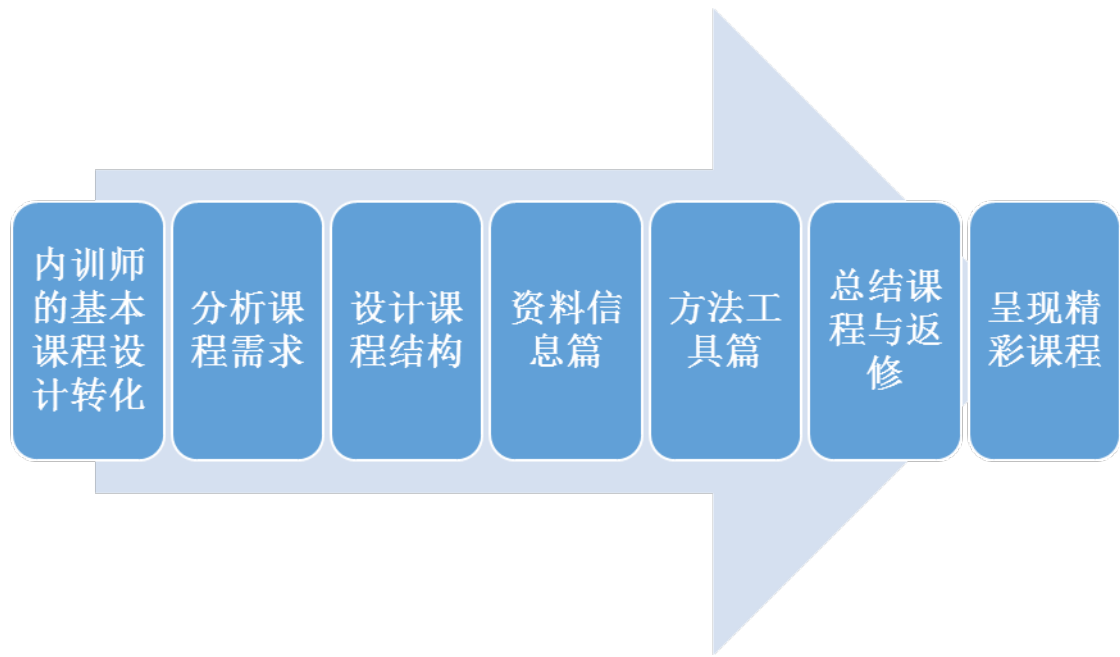 内训师
的基本
课程设
计转化
分析课
程需求
设计课
程结构
资料信
息篇
方法工
具篇
总结课
程与返
修
呈现精
彩课程